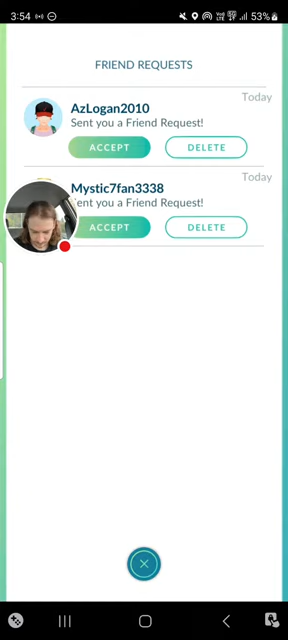 3:54
53%
FRIEND REQUESTS
Today
AzLogan2010
Sent you a Friend Request!
ACCEPT
DELETE
Today
Mystic7fan3338
ent you a Friend Request!
ACCEPT
DELETE